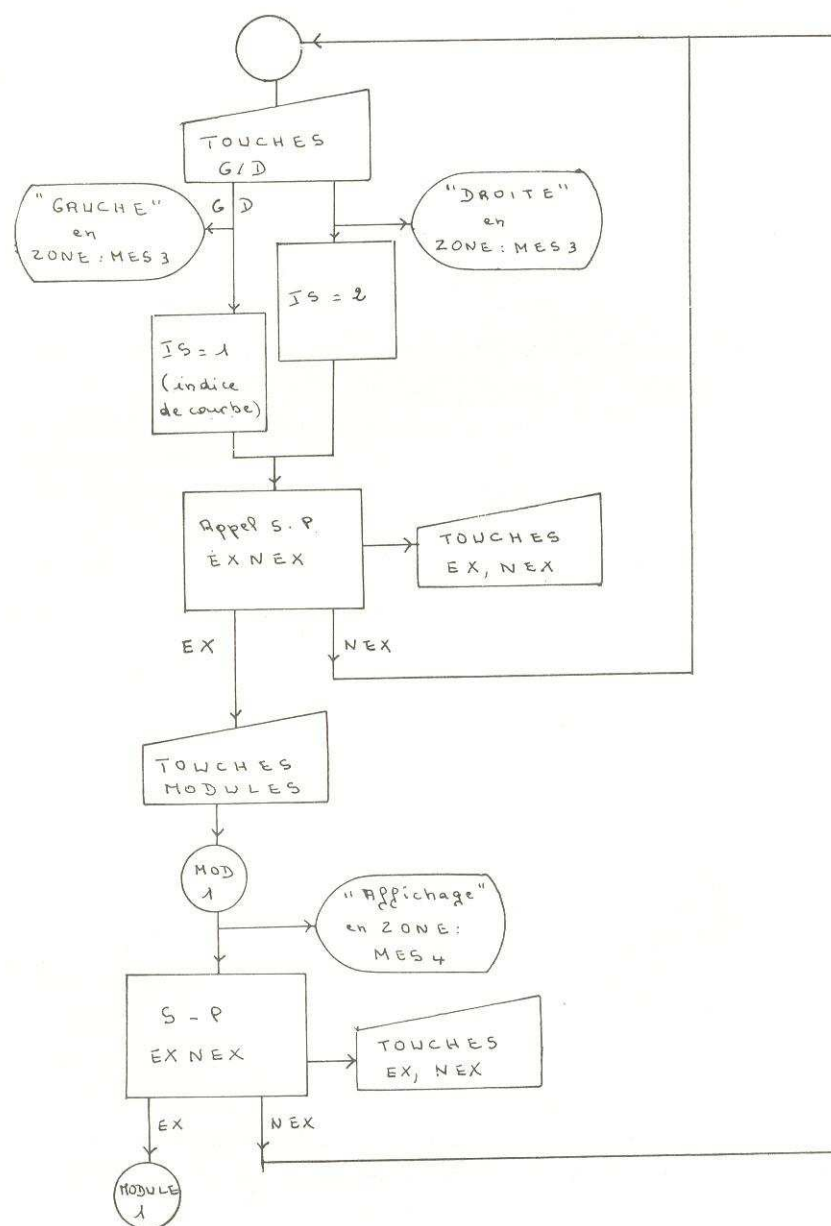 TOUCHES
G/D
"GAUCHE"
en
ZONE : MES 3
G D
"DROITE"
en
ZONE : MES 3
IS = 2
IS = 1
(indice
de courbe)
Appel S.P.
EXNEX
TOUCHES
EX, NEX
EX
NEX
TOUCHES
MODULES
MOD
1
"Affichage"
en ZONE :
MES 4
S - P
EXNEX
TOUCHES
EX, NEX
EX
NEX
MODULE
1